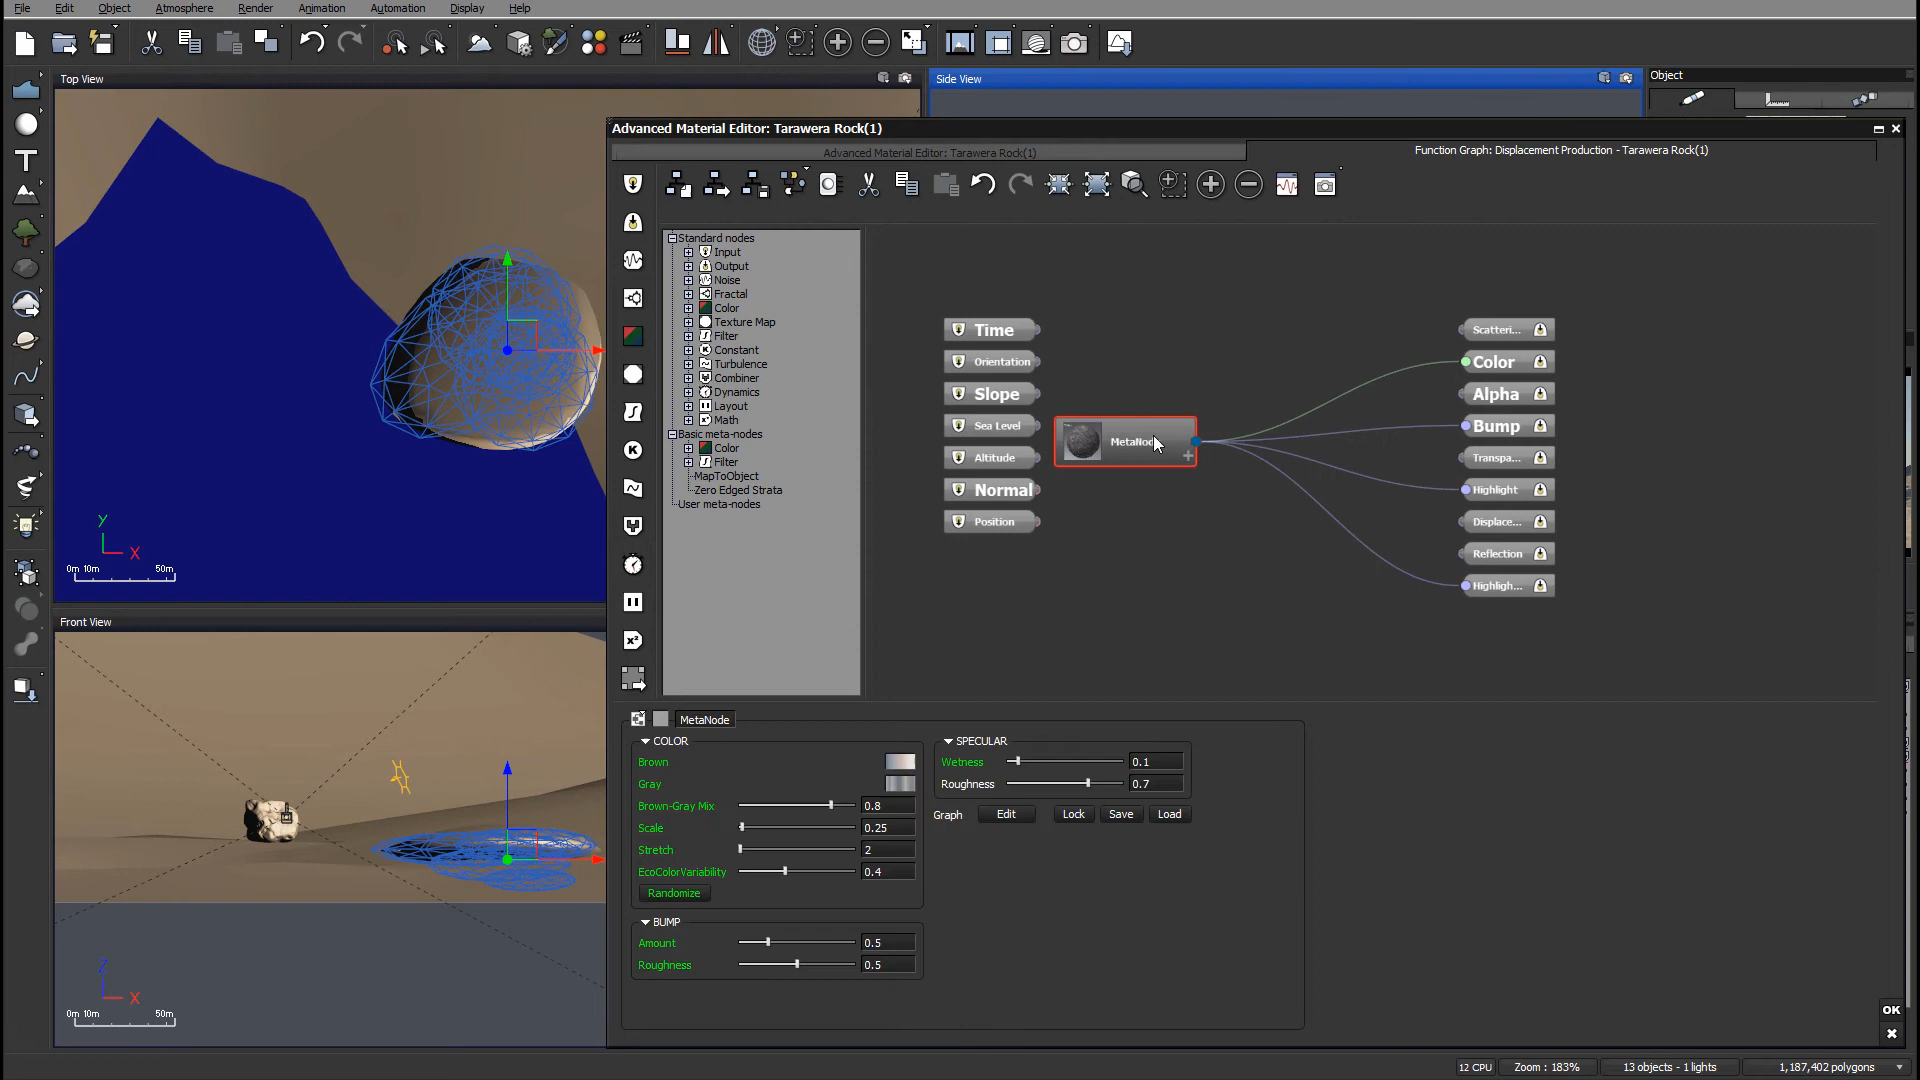 File Edit Object Atmosphere Render Animation Automation Display Help
Top View
Side View
Object
Advanced Material Editor: Tarawera Rock(1)
Advanced Material Editor: Tarawera Rock(1)
Function Graph: Displacement Production - Tarawera Rock(1)
Standard nodes
Input
Output
Noise
Fractal
Color
Texture Map
Filter
Constant
Turbulence
Combiner
Dynamics
Layout
Math
Basic meta-nodes
Color
Filter
MapToObject
Zero Edged Strata
User meta-nodes
Time
Orientation
Slope
Sea Level
Altitude
Normal
Position
MetaNod
Scatteri...
Color
Alpha
Bump
Transpa...
Highlight
Displace...
Reflection
Highligh...
Y
X
0m 10m 50m
Front View
Z
X
0m 10m 50m
MetaNode
COLOR
Brown
Gray
Brown-Gray Mix 0.8
Scale 0.25
Stretch 2
EcoColorVariability 0.4
Randomize
BUMP
Amount 0.5
Roughness 0.5
SPECULAR
Wetness 0.1
Roughness 0.7
Graph Edit Lock Save Load
OK
12 CPU Zoom : 183% 13 objects - 1 lights 1,187,402 polygons